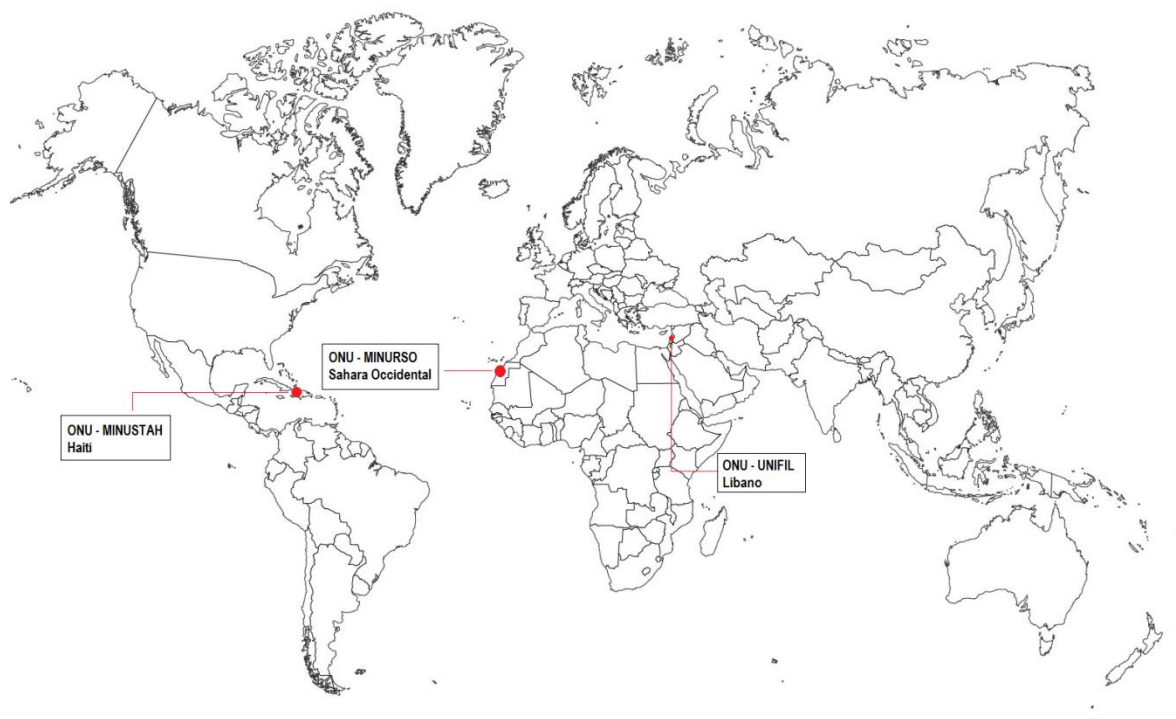 ONU - MINURSO
Sahara Occidental
ONU - MINUSTAH
Haiti
ONU - UNIFIL
Libano